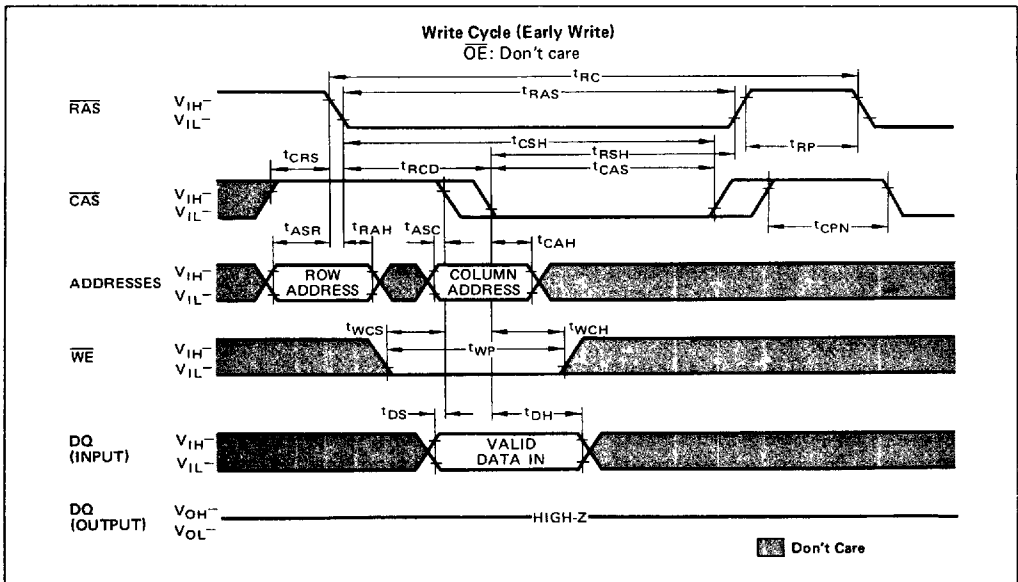 Write Cycle (Early Write)
OE: Don't care
tRC
tRAS
RAS
VIH-
VIL-
tCSH
tRSH
tRP
tCRS
tRCD
tCAS
CAS
VIH-
VIL-
tCPN
tASR
tRAH
tASC
tCAH
ADDRESSES
VIH-
VIL-
ROW
ADDRESS
COLUMN
ADDRESS
tWCS
tWCH
tWP
WE
VIH-
VIL-
tDS
tDH
DQ
(INPUT)
VIH-
VIL-
VALID
DATA IN
DQ
(OUTPUT)
VOH-
VOL-
HIGH-Z
Don't Care